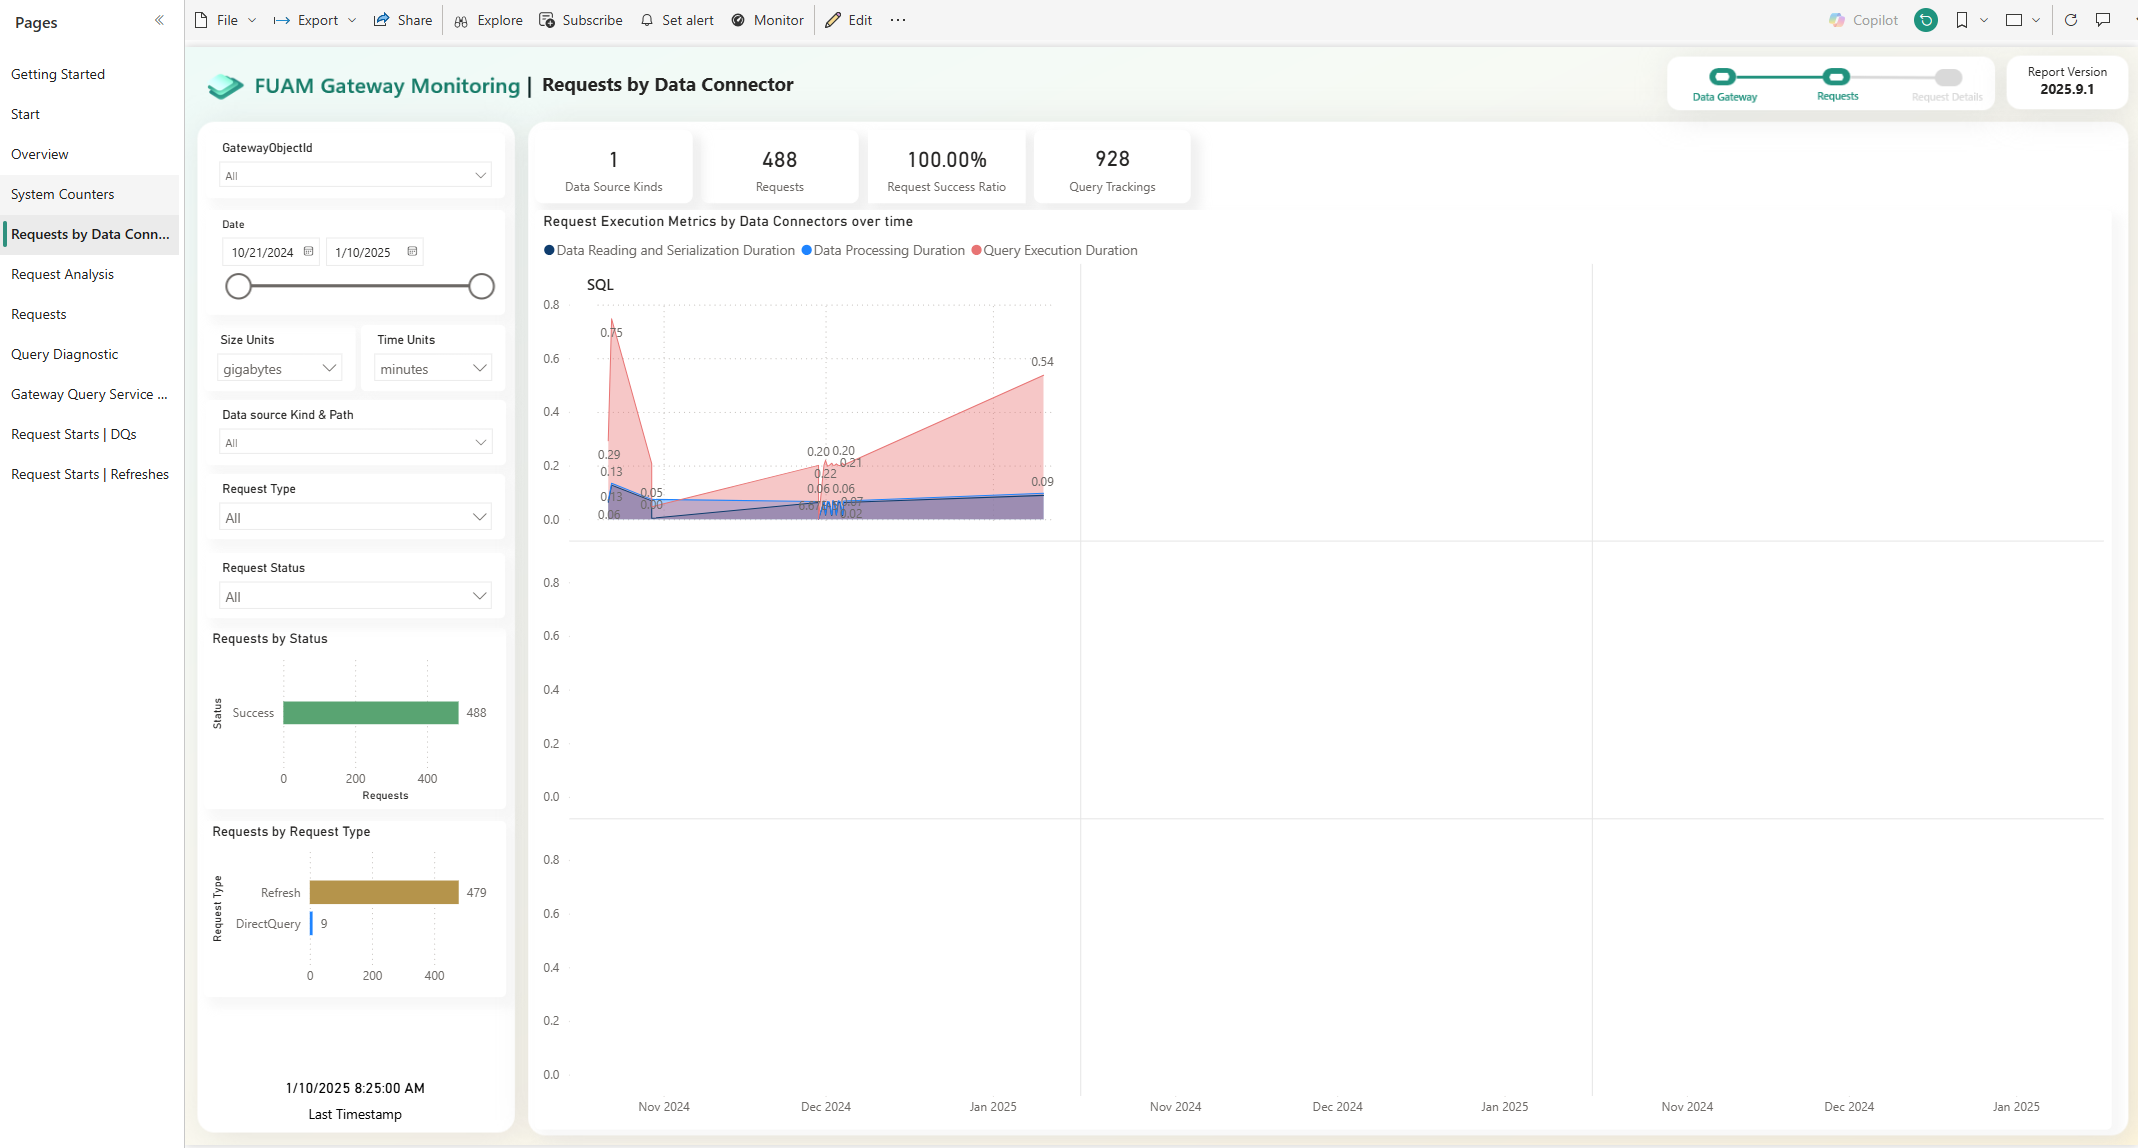 Pages
File
Export
Share
Explore
Subscribe
Set alert
Monitor
Edit
Copilot
Getting Started
Start
Overview
System Counters
Requests by Data Conn...
Request Analysis
Requests
Query Diagnostic
Gateway Query Service ...
Request Starts | DQs
Request Starts | Refreshes
FUAM Gateway Monitoring | Requests by Data Connector
Data Gateway
Requests
Request Details
Report Version
2025.9.1
GatewayObjectId
All
Date
10/21/2024
1/10/2025
Size Units
gigabytes
Time Units
minutes
Data source Kind & Path
All
Request Type
All
Request Status
All
Requests by Status
Status
Success
488
0 200 400
Requests
Requests by Request Type
Request Type
Refresh
479
DirectQuery
9
0 200 400
1/10/2025 8:25:00 AM
Last Timestamp
1
Data Source Kinds
488
Requests
100.00%
Request Success Ratio
928
Query Trackings
Request Execution Metrics by Data Connectors over time
Data Reading and Serialization Duration Data Processing Duration Query Execution Duration
SQL
0.8
0.75
0.6
0.54
0.4
0.29
0.20 0.20
0.21
0.2
0.13
0.22
0.09
0.05
0.06 0.06
0.13
0.00
0.07
0.06
0.02
0.0
0.8
0.6
0.4
0.2
0.0
0.8
0.6
0.4
0.2
0.0
Nov 2024 Dec 2024 Jan 2025 Nov 2024 Dec 2024 Jan 2025 Nov 2024 Dec 2024 Jan 2025